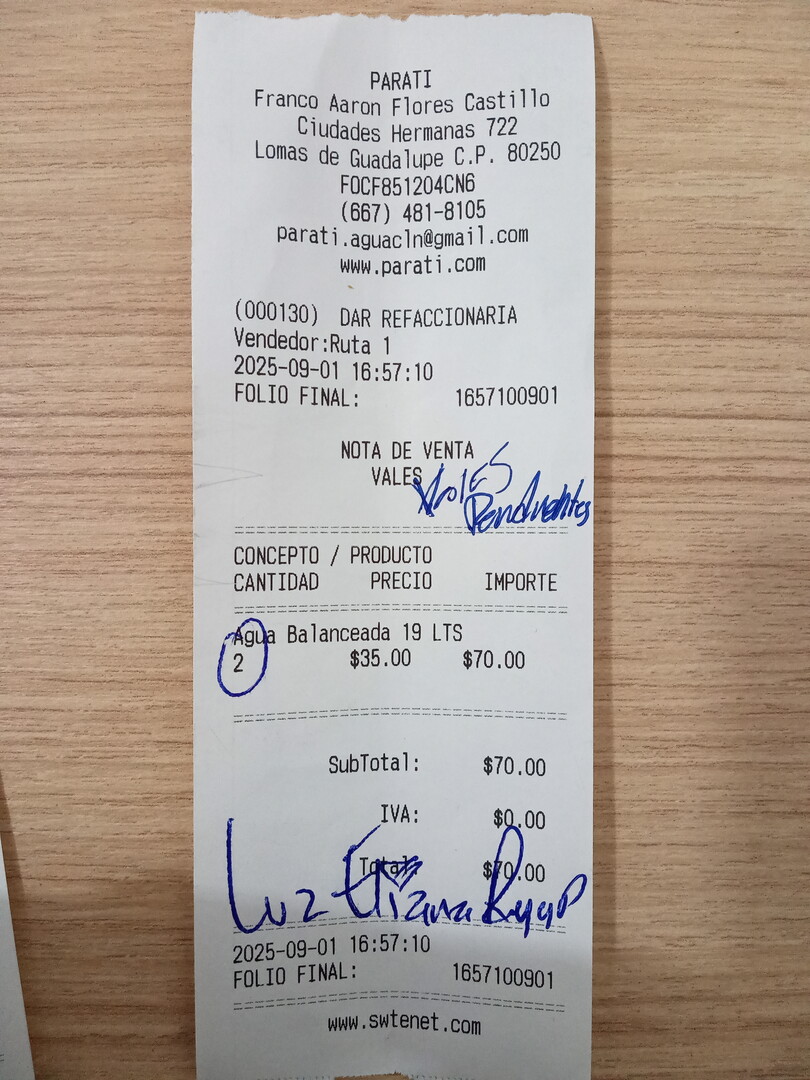 PARATI
Franco Aaron Flores Castillo
Ciudades Hermanas 722
Lomas de Guadalupe C.P. 80250
FOCF851204CN6
(667) 481-8105
parati.aguacln@gmail.com
www.parati.com
(000130) DAR REFACCIONARIA
Vendedor:Ruta 1
2025-09-01 16:57:10
FOLIO FINAL: 1657100901
NOTA DE VENTA
VALES
Vales
CONCEPTO / PRODUCTO
CANTIDAD PRECIO IMPORTE
Agua Balanceada 19 LTS
2 $35.00 $70.00
SubTotal: $70.00
IVA: $0.00
Total: $70.00
Luz
2025-09-01 16:57:10
FOLIO FINAL: 1657100901
www.swtenet.com